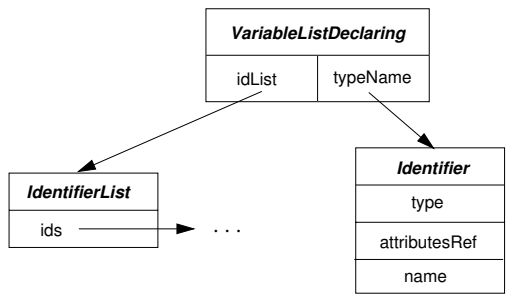 VariableListDeclaring
idList typeName
IdentifierList
ids . . .
Identifier
type
attributesRef
name